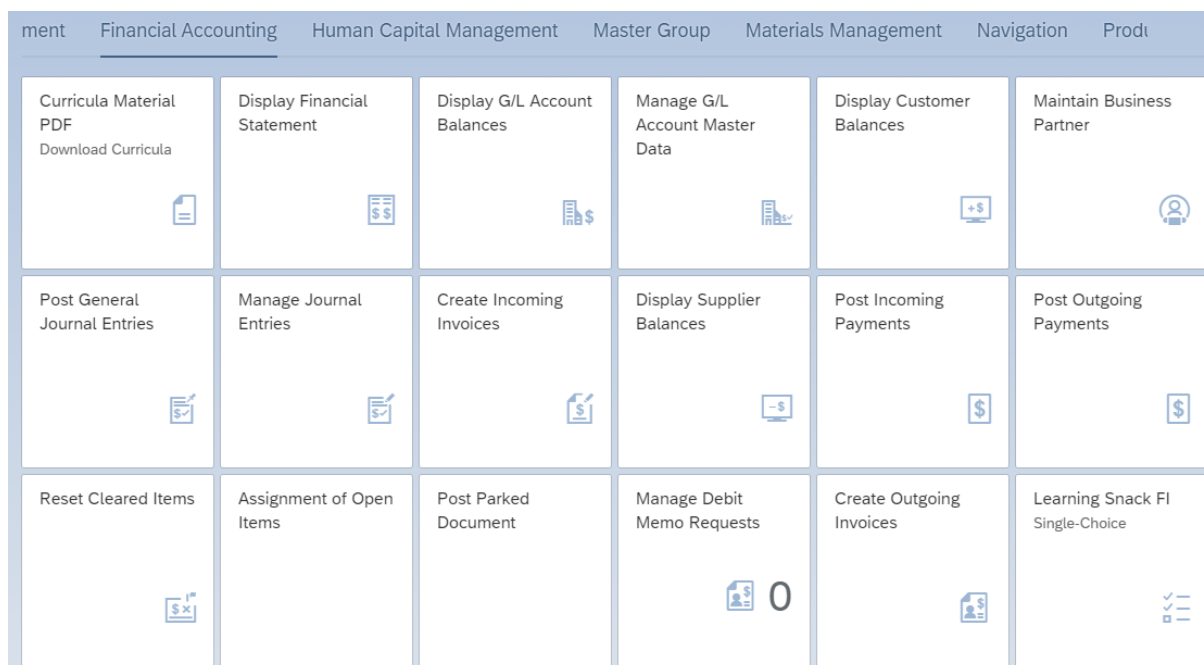 ment Financial Accounting Human Capital Management Master Group Materials Management Navigation Produ
Curricula Material
PDF
Download Curricula
Display Financial
Statement
Display G/L Account
Balances
Manage G/L
Account Master
Data
Display Customer
Balances
Maintain Business
Partner
Post General
Journal Entries
Manage Journal
Entries
Create Incoming
Invoices
Display Supplier
Balances
Post Incoming
Payments
Post Outgoing
Payments
Reset Cleared Items
Assignment of Open
Items
Post Parked
Document
Manage Debit
Memo Requests
0
Create Outgoing
Invoices
Learning Snack FI
Single-Choice